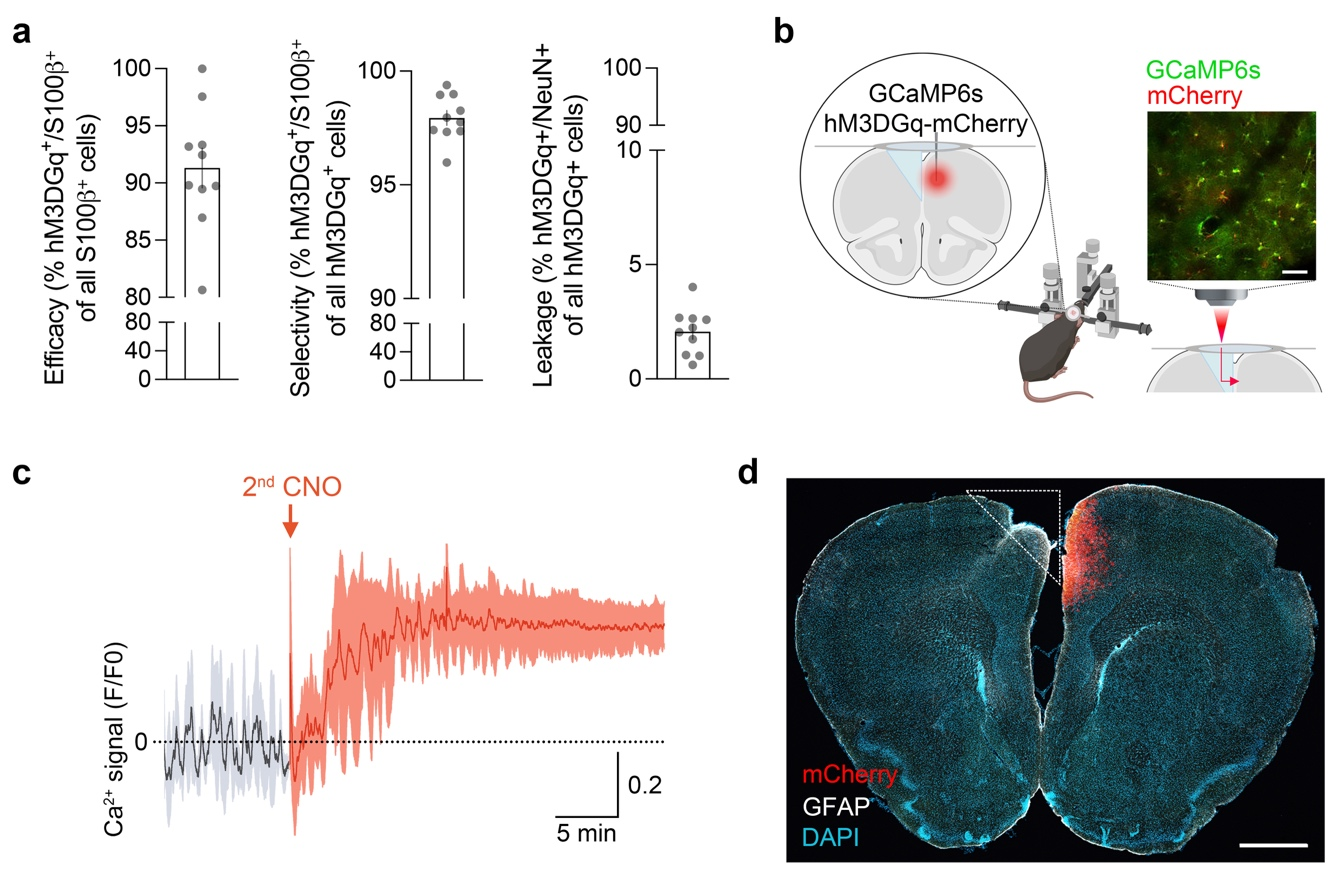 a
Efficacy (% hM3DGq⁺/S100β⁺
of all S100β⁺ cells)
100
95
90
85
80
80
40
0
Selectivity (% hM3DGq⁺/S100β⁺
of all hM3DGq⁺ cells)
100
95
90
80
40
0
Leakage (% hM3DGq+/NeuN+
of all hM3DGq+ cells)
100
90
10
5
0
b
GCaMP6s
hM3DGq-mCherry
GCaMP6s
mCherry
c
2ⁿᵈ CNO
Ca²⁺ signal (F/F0)
0
0.2
5 min
d
mCherry
GFAP
DAPI